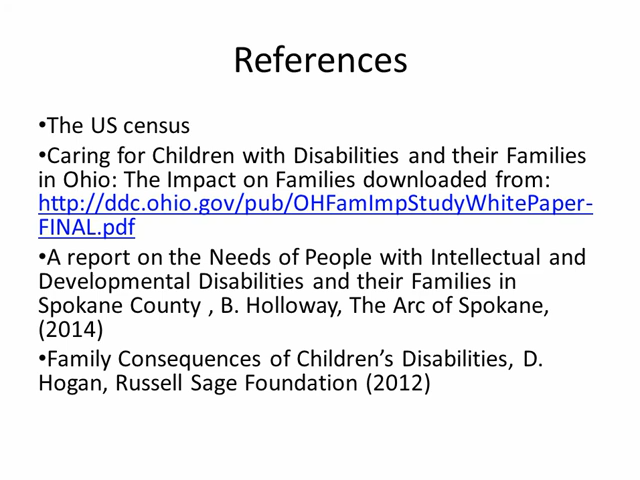 References
•The US census
•Caring for Children with Disabilities and their Families
in Ohio: The Impact on Families downloaded from:
http://ddc.ohio.gov/pub/OHFamImpStudyWhitePaper-
FINAL.pdf
•A report on the Needs of People with Intellectual and
Developmental Disabilities and their Families in
Spokane County , B. Holloway, The Arc of Spokane,
(2014)
•Family Consequences of Children’s Disabilities, D.
Hogan, Russell Sage Foundation (2012)